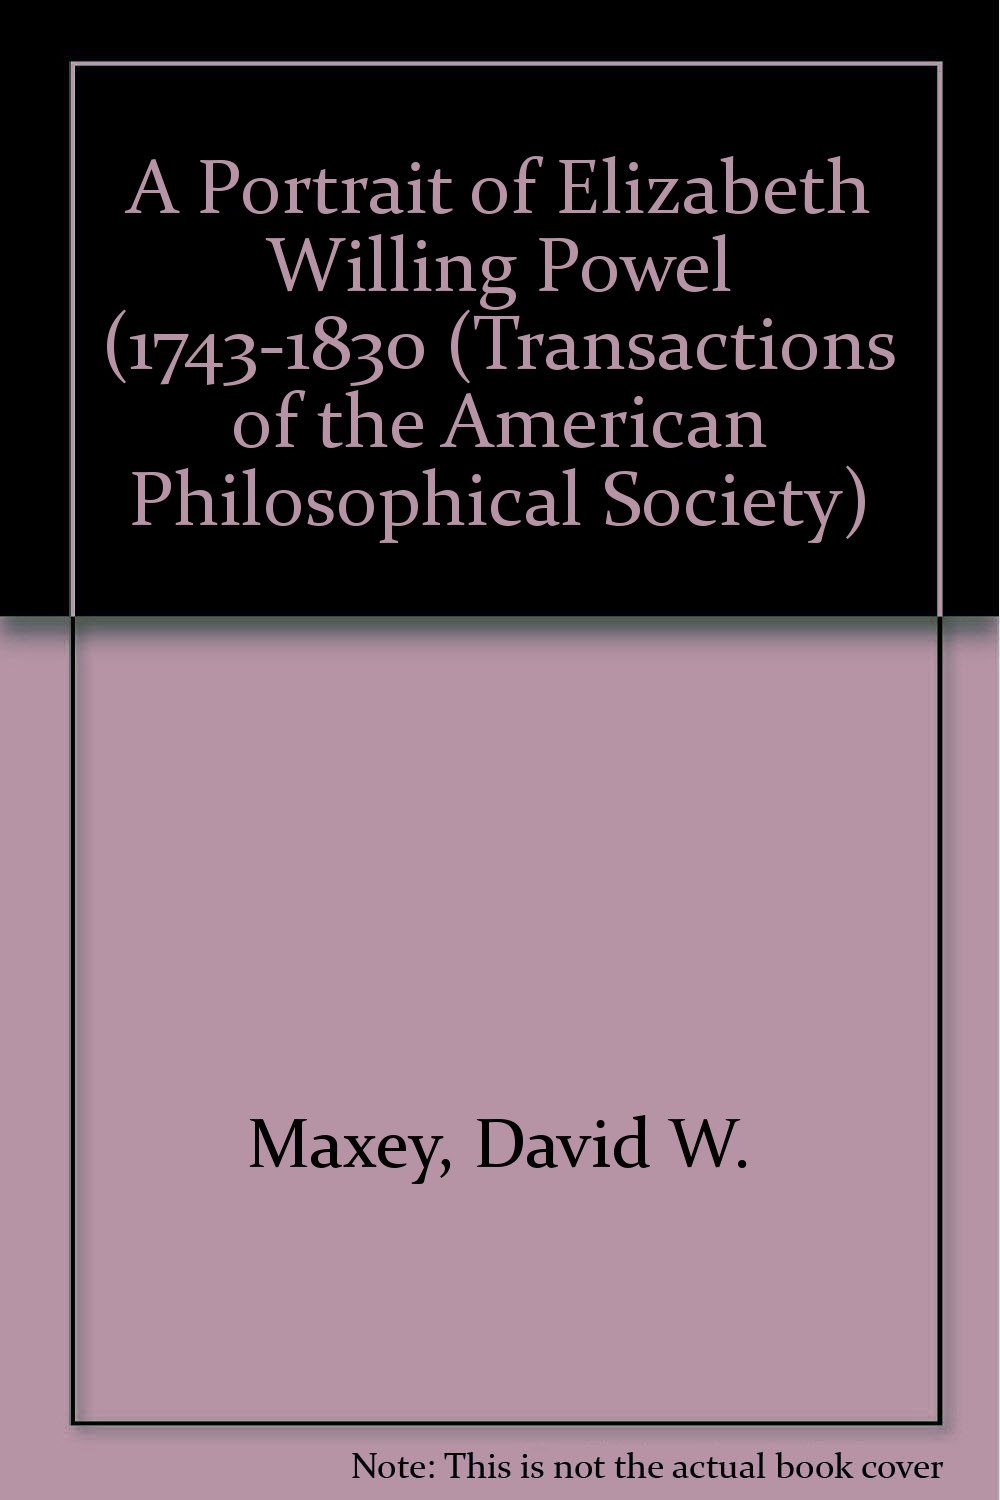 A Portrait of Elizabeth
Willing Powel
(1743-1830 (Transactions
of the American
Philosophical Society)
Maxey, David W.
Note: This is not the actual book cover